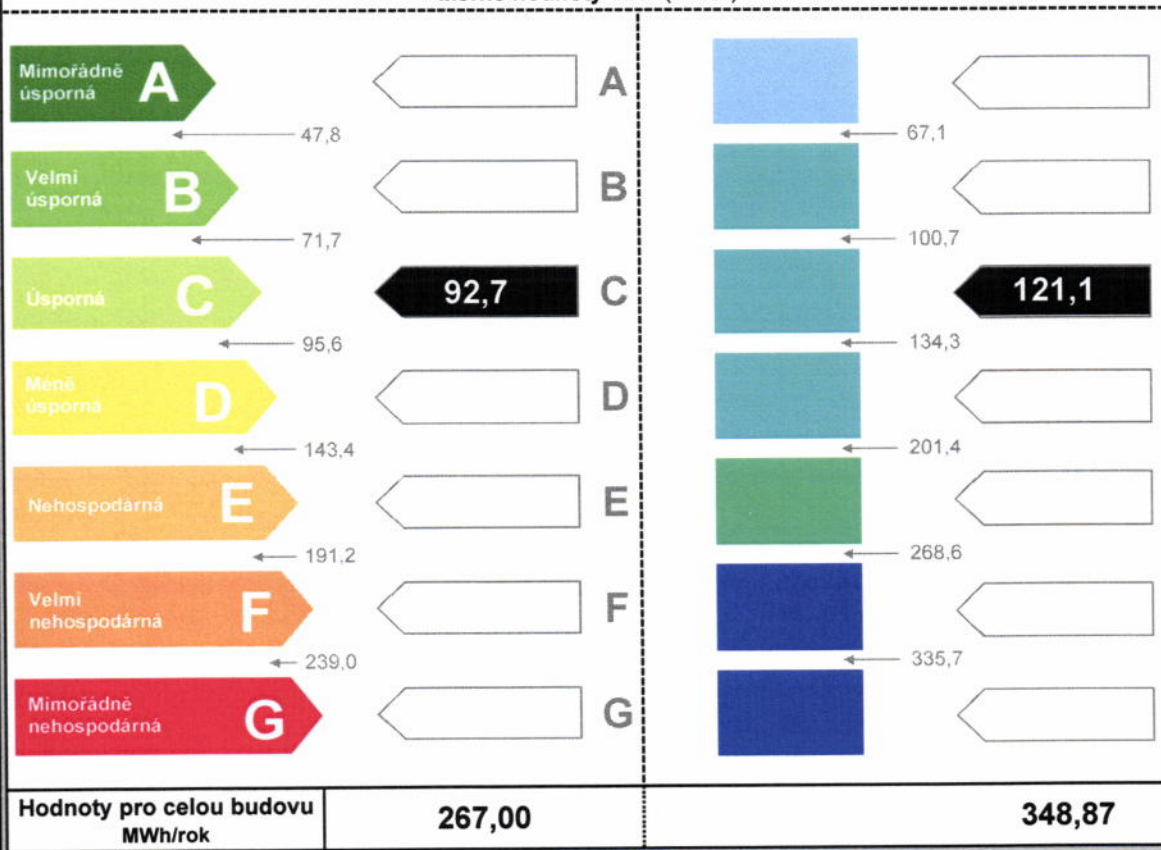 Mimořádně
úsporná A
A
47,8
67,1
Velmi
úsporná B
B
71,7
100,7
Úsporná C
92,7
C
121,1
95,6
134,3
Méně
úsporná D
D
143,4
201,4
Nehospodárná E
E
191,2
268,6
Velmi
nehospodárná F
F
239,0
335,7
Mimořádně
nehospodárná G
G
Hodnoty pro celou budovu
MWh/rok
267,00
348,87